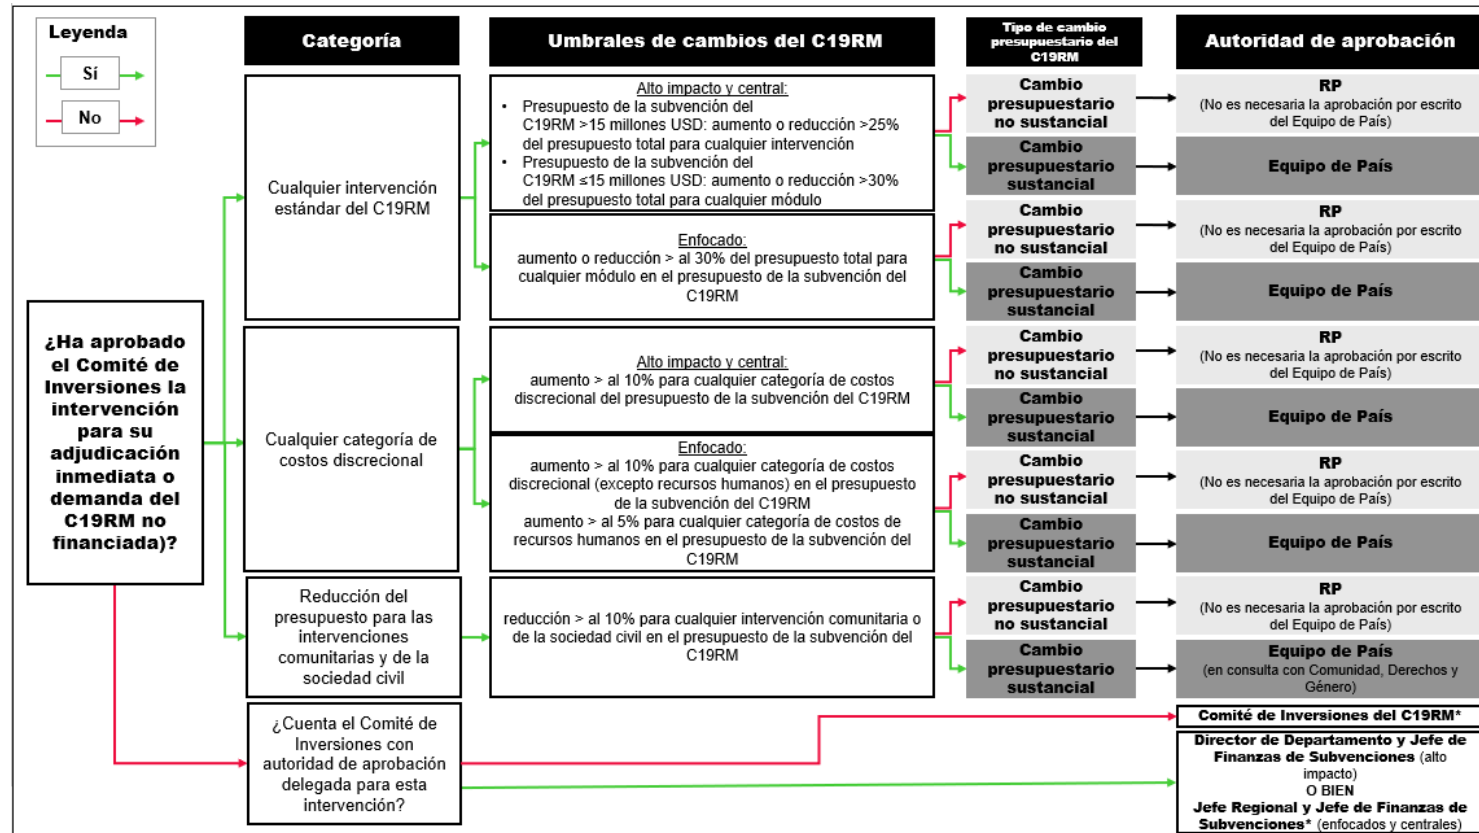 Leyenda
Sí
No
Categoría
Umbrales de cambios del C19RM
Tipo de cambio
presupuestario del
C19RM
Autoridad de aprobación
¿Ha aprobado
el Comité de
Inversiones la
intervención
para su
adjudicación
inmediata o
demanda del
C19RM no
financiada)?
Cualquier intervención
estándar del C19RM
Alto impacto y central:
• Presupuesto de la subvención del
C19RM >15 millones USD: aumento o reducción >25%
del presupuesto total para cualquier intervención
• Presupuesto de la subvención del
C19RM ≤15 millones USD: aumento o reducción >30%
del presupuesto total para cualquier módulo
Cambio
presupuestario
no sustancial
RP
(No es necesaria la aprobación por escrito
del Equipo de País)
Cambio
presupuestario
sustancial
Equipo de País
Enfocado:
aumento o reducción > al 30% del presupuesto total para
cualquier módulo en el presupuesto de la subvención del
C19RM
Cambio
presupuestario
no sustancial
RP
(No es necesaria la aprobación por escrito
del Equipo de País)
Cambio
presupuestario
sustancial
Equipo de País
Cualquier categoría de
costos discrecional
Alto impacto y central:
aumento > al 10% para cualquier categoría de costos
discrecional del presupuesto de la subvención del C19RM
Cambio
presupuestario
no sustancial
RP
(No es necesaria la aprobación por escrito
del Equipo de País)
Cambio
presupuestario
sustancial
Equipo de País
Enfocado:
aumento > al 10% para cualquier categoría de costos
discrecional (excepto recursos humanos) en el presupuesto
de la subvención del C19RM
aumento > al 5% para cualquier categoría de costos de
recursos humanos en el presupuesto de la subvención del
C19RM
Cambio
presupuestario
no sustancial
RP
(No es necesaria la aprobación por escrito
del Equipo de País)
Cambio
presupuestario
sustancial
Equipo de País
Reducción del
presupuesto para las
intervenciones
comunitarias y de la
sociedad civil
reducción > al 10% para cualquier intervención comunitaria o
de la sociedad civil en el presupuesto de la subvención del
C19RM
Cambio
presupuestario
no sustancial
RP
(No es necesaria la aprobación por escrito
del Equipo de País)
Cambio
presupuestario
sustancial
Equipo de País
(en consulta con Comunidad, Derechos y
Género)
¿Cuenta el Comité de
Inversiones con
autoridad de aprobación
delegada para esta
intervención?
Comité de Inversiones del C19RM*
Director de Departamento y Jefe de
Finanzas de Subvenciones (alto
impacto)
O BIEN
Jefe Regional y Jefe de Finanzas de
Subvenciones* (enfocados y centrales)